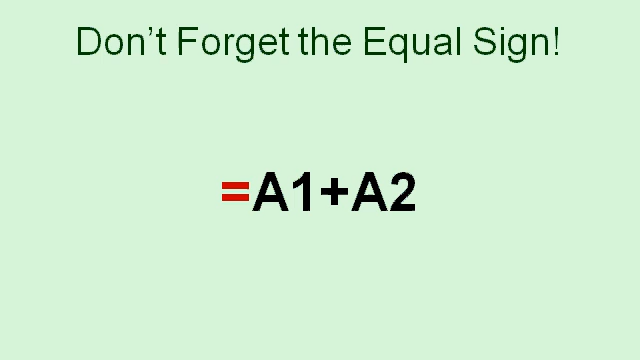 Don’t Forget the Equal Sign!
=A1+A2